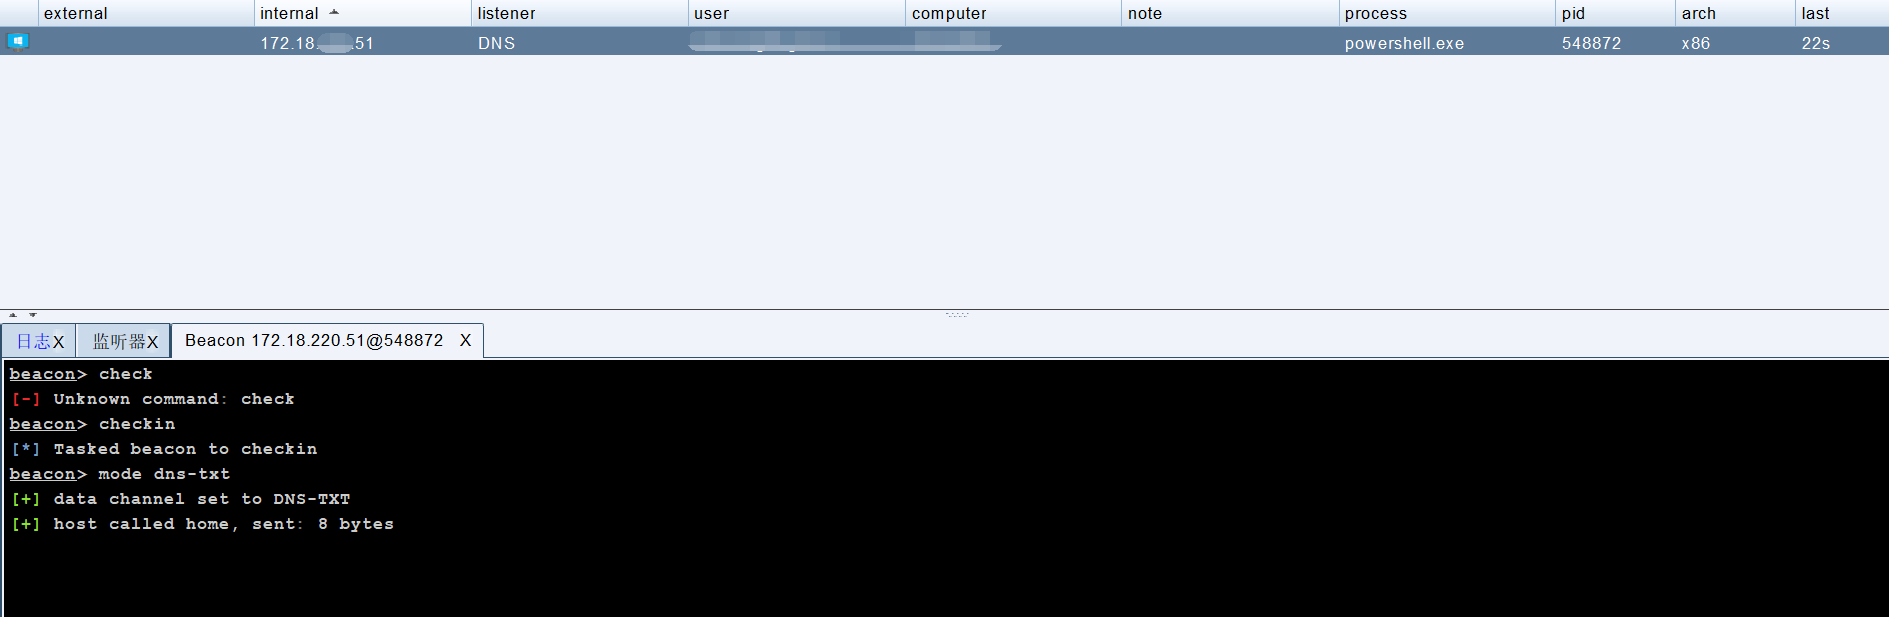 external internal listener user computer note process pid arch last
172.18. .51 DNS powershell.exe 548872 x86 22s
日志X 监听器X Beacon 172.18.220.51@548872 X
beacon> check
[-] Unknown command: check
beacon> checkin
[*] Tasked beacon to checkin
beacon> mode dns-txt
[+] data channel set to DNS-TXT
[+] host called home, sent: 8 bytes